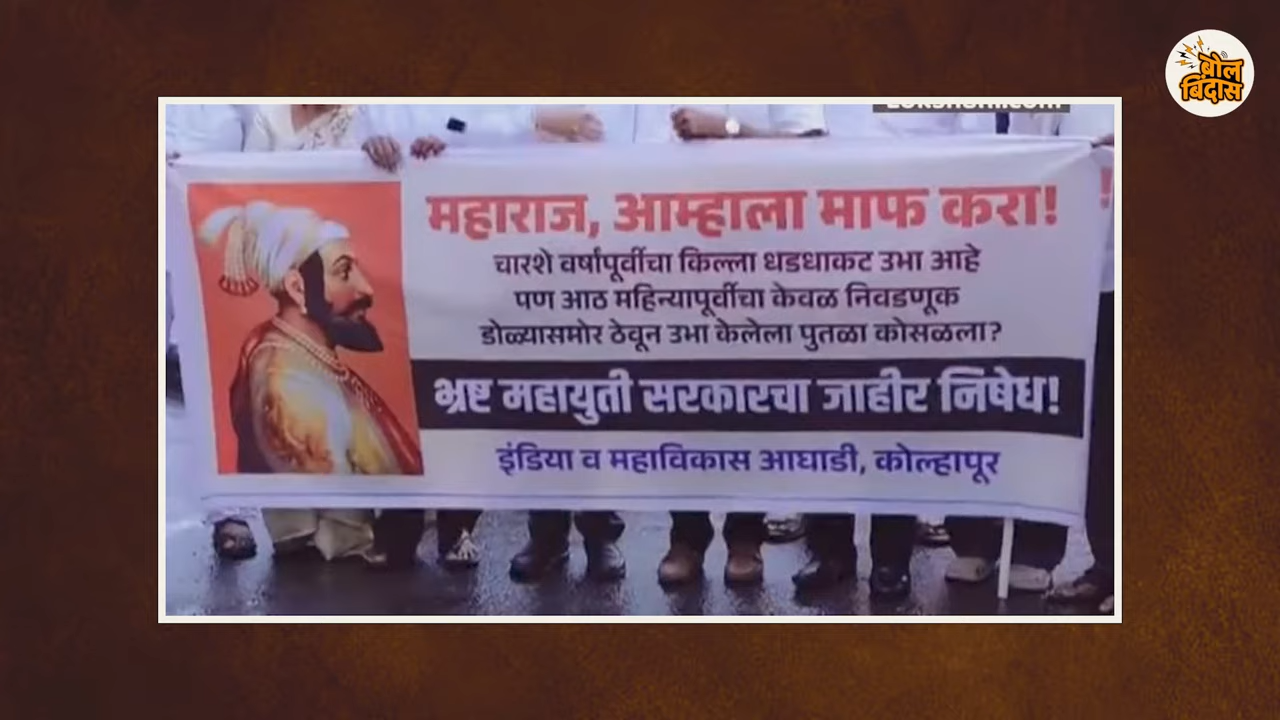 बोल
बिंदास
महाराज, आम्हाला माफ करा!
चारशे वर्षांपूर्वीचा किल्ला धडधाकट उभा आहे
पण आठ महिन्यापूर्वीचा केवळ निवडणूक
डोळ्यासमोर ठेवून उभा केलेला पुतळा कोसळला?
भ्रष्ट महायुती सरकारचा जाहीर निषेध!
इंडिया व महाविकास आघाडी, कोल्हापूर